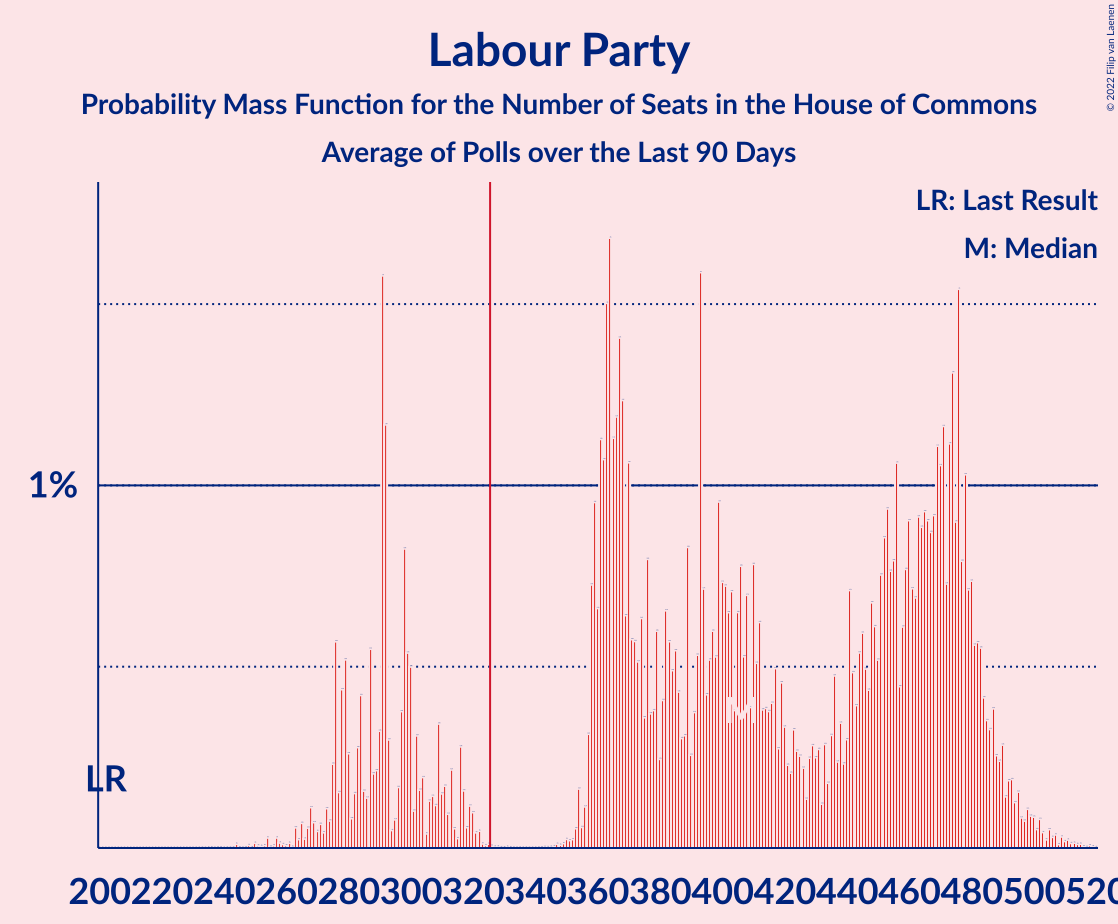 Labour Party
Probability Mass Function for the Number of Seats in the House of Commons
Average of Polls over the Last 90 Days
© 2022 Filip van Laenen
LR: Last Result
M: Median
1%
M
LR
200220240260280300320340360380400420440460480500520